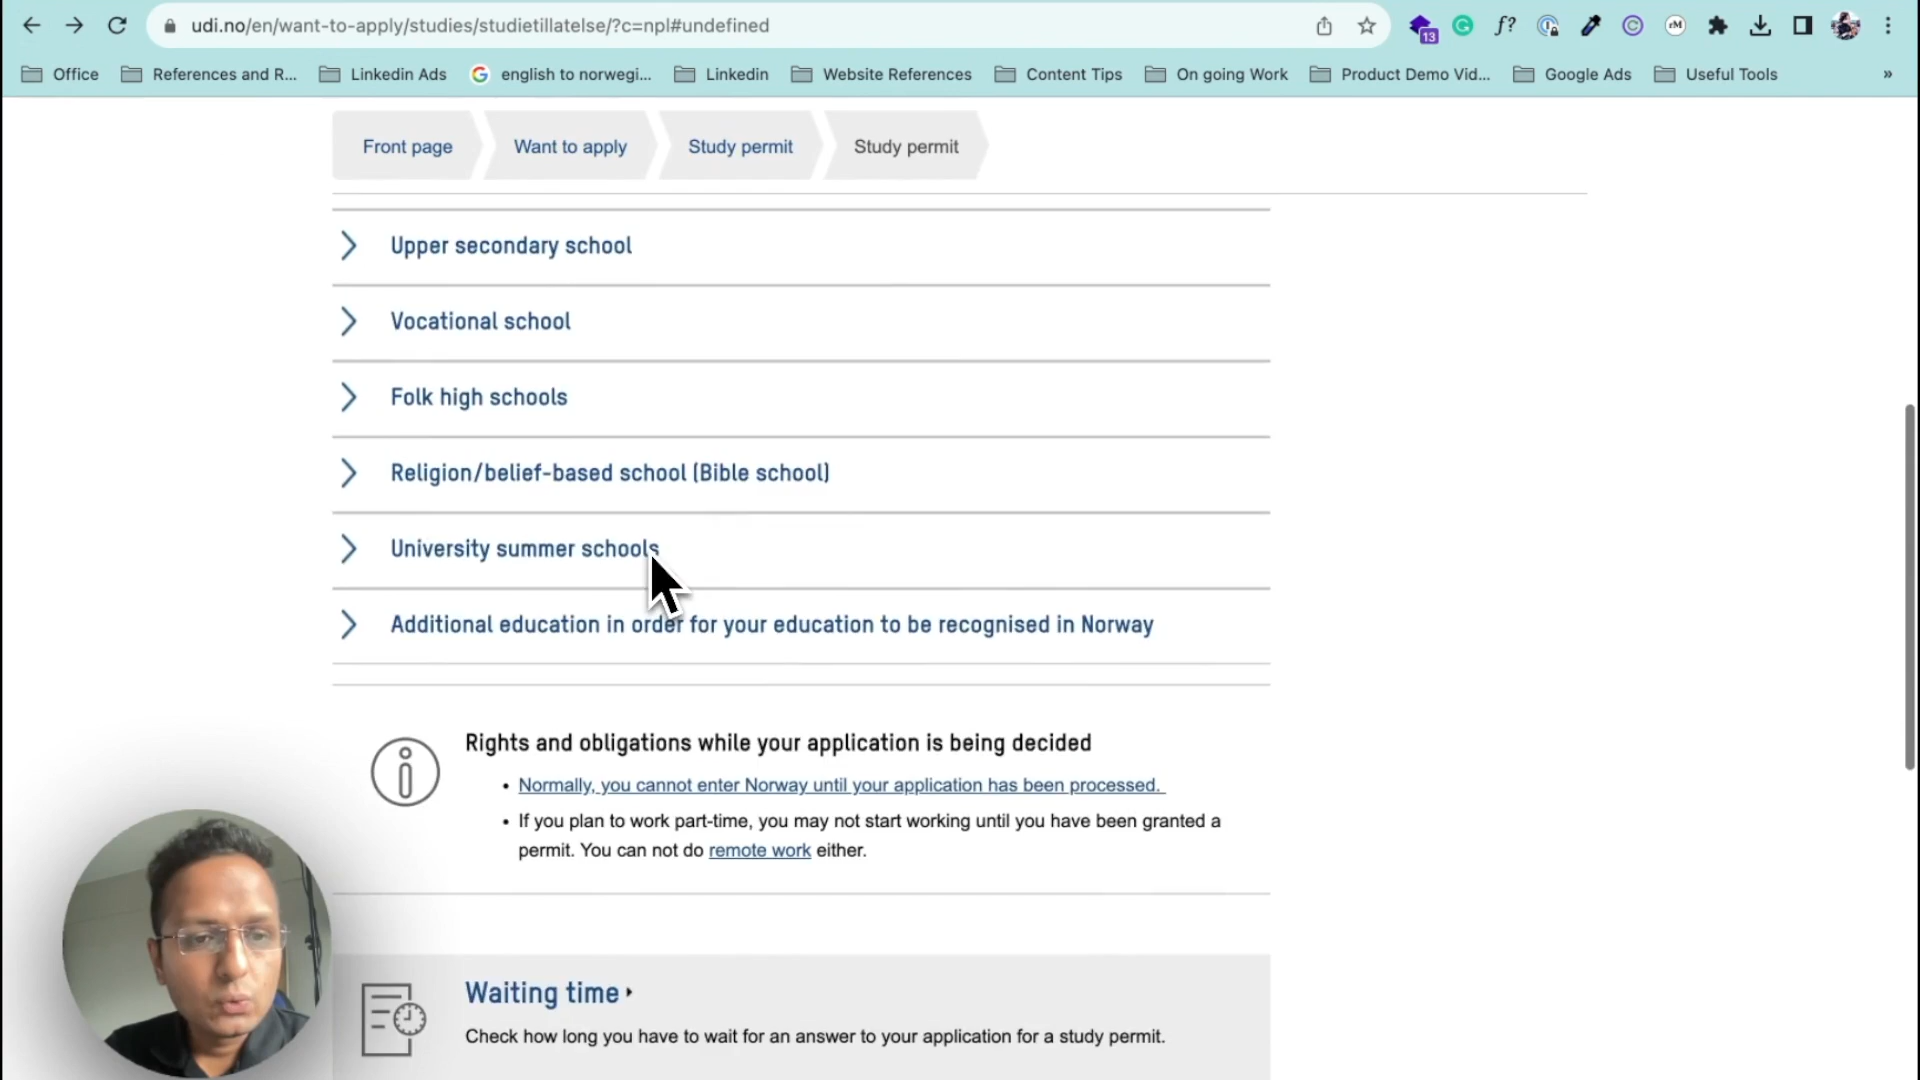 udi.no/en/want-to-apply/studies/studietillatelse/?c=npl#undefined
13
f?
rM
Office
References and R...
Linkedin Ads
english to norwegi...
Linkedin
Website References
Content Tips
On going Work
Product Demo Vid...
Google Ads
Useful Tools
»
Front page
Want to apply
Study permit
Study permit
Upper secondary school
Vocational school
Folk high schools
Religion/belief-based school (Bible school)
University summer schools
Additional education in order for your education to be recognised in Norway
Rights and obligations while your application is being decided
• Normally, you cannot enter Norway until your application has been processed.
• If you plan to work part-time, you may not start working until you have been granted a
permit. You can not do remote work either.
Waiting time
Check how long you have to wait for an answer to your application for a study permit.